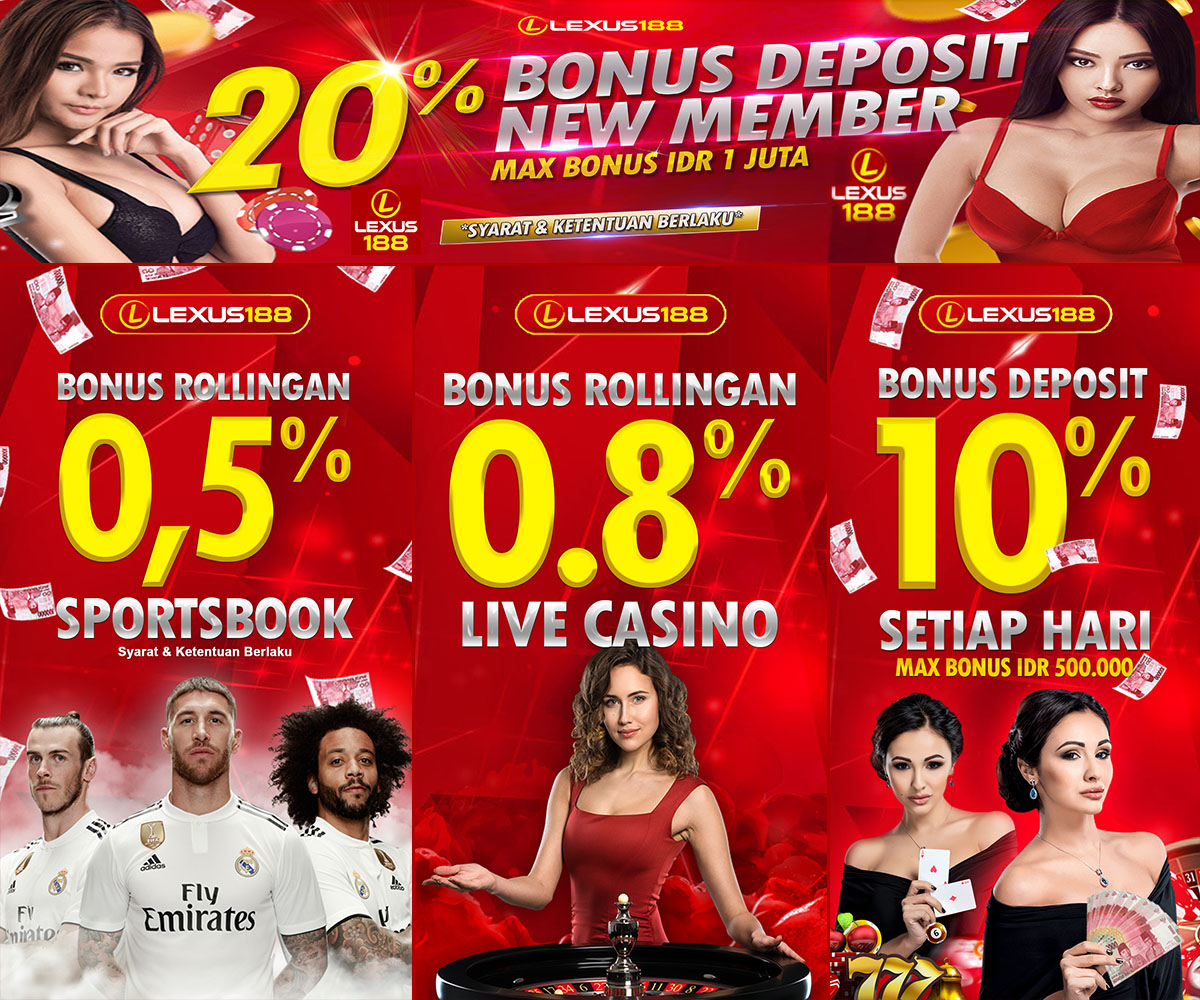 LEXUS188
20% BONUS DEPOSIT
NEW MEMBER
MAX BONUS IDR 1 JUTA
*SYARAT & KETENTUAN BERLAKU*
L
LEXUS
188
L
LEXUS
188
LEXUS188
BONUS ROLLINGAN
0,5%
SPORTSBOOK
Syarat & Ketentuan Berlaku
adidas
Fly
Emirates
LEXUS188
BONUS ROLLINGAN
0.8%
LIVE CASINO
LEXUS188
BONUS DEPOSIT
10%
SETIAP HARI
MAX BONUS IDR 500.000
777